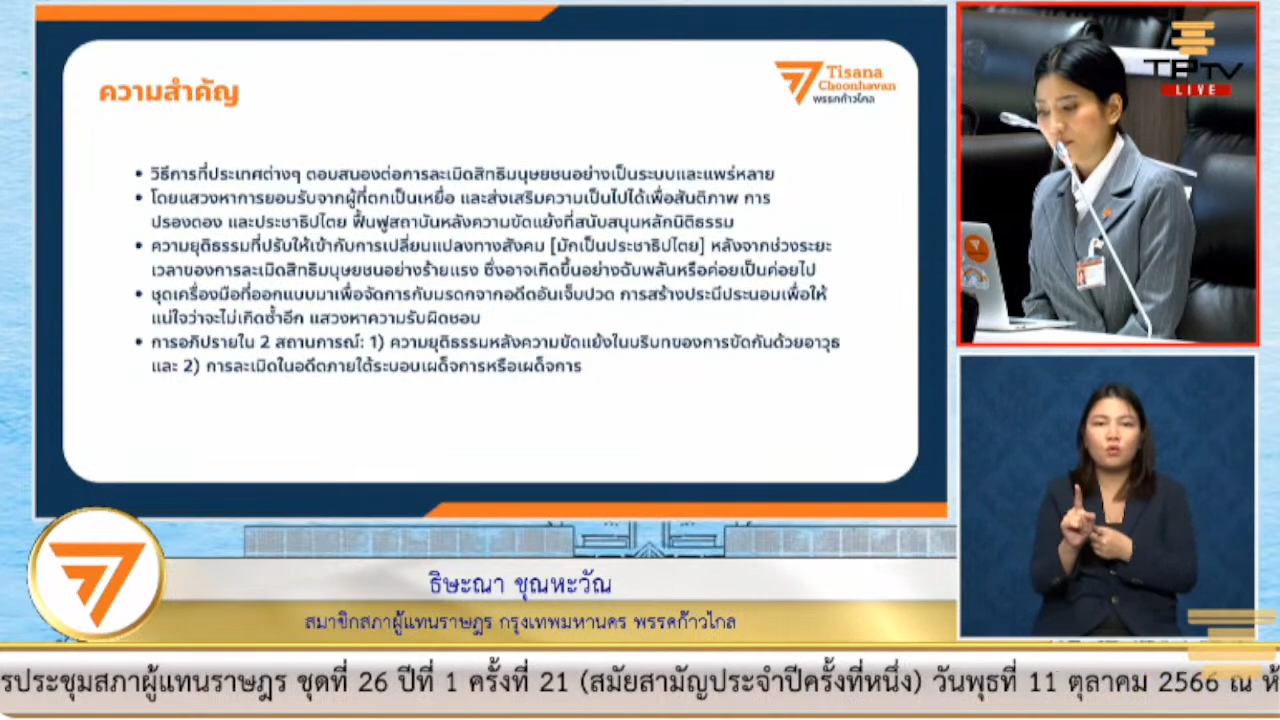 ความสำคัญ
Tisana
Choonhavan
พรรคก้าวไกล
• วิธีการที่ประเทศต่างๆ ตอบสนองต่อการละเมิดสิทธิมนุษยชนอย่างเป็นระบบและแพร่หลาย
• โดยแสวงหาการยอมรับจากผู้ที่ตกเป็นเหยื่อ และส่งเสริมความเป็นไปได้เพื่อสันติภาพ การ
ปรองดอง และประชาธิปไตย ฟื้นฟูสถาบันหลังความขัดแย้งที่สนับสนุนหลักนิติธรรม
• ความยุติธรรมที่ปรับให้เข้ากับการเปลี่ยนแปลงทางสังคม [มักเป็นประชาธิปไตย] หลังจากช่วงระยะ
เวลาของการละเมิดสิทธิมนุษยชนอย่างร้ายแรง ซึ่งอาจเกิดขึ้นอย่างฉับพลันหรือค่อยเป็นค่อยไป
• ชุดเครื่องมือที่ออกแบบมาเพื่อจัดการกับมรดกจากอดีตอันเจ็บปวด การสร้างประนีประนอมเพื่อให้
แน่ใจว่าจะไม่เกิดซ้ำอีก แสวงหาความรับผิดชอบ
• การอภิปรายใน 2 สถานการณ์: 1) ความยุติธรรมหลังความขัดแย้งในบริบทของการขัดกันด้วยอาวุธ
และ 2) การละเมิดในอดีตภายใต้ระบอบเผด็จการหรือเผด็จการ
TPTV
LIVE
ธิษะณา ชุณหะวัณ
สมาชิกสภาผู้แทนราษฎร กรุงเทพมหานคร พรรคก้าวไกล
รประชุมสภาผู้แทนราษฎร ชุดที่ 26 ปีที่ 1 ครั้งที่ 21 (สมัยสามัญประจำปีครั้งที่หนึ่ง) วันพุธที่ 11 ตุลาคม 2566 ณ ห้